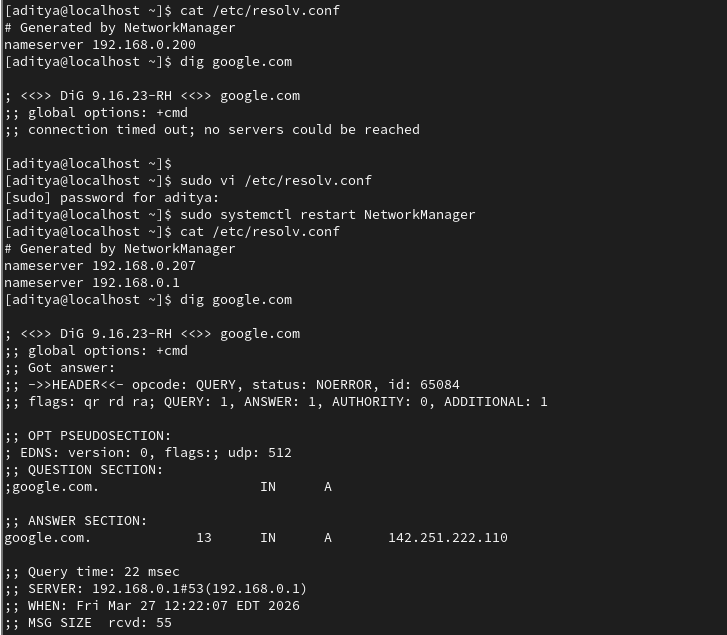 [aditya@localhost ~]$ cat /etc/resolv.conf
# Generated by NetworkManager
nameserver 192.168.0.200
[aditya@localhost ~]$ dig google.com
; <<>> DiG 9.16.23-RH <<>> google.com
;; global options: +cmd
;; connection timed out; no servers could be reached
[aditya@localhost ~]$
[aditya@localhost ~]$ sudo vi /etc/resolv.conf
[sudo] password for aditya:
[aditya@localhost ~]$ sudo systemctl restart NetworkManager
[aditya@localhost ~]$ cat /etc/resolv.conf
# Generated by NetworkManager
nameserver 192.168.0.207
nameserver 192.168.0.1
[aditya@localhost ~]$ dig google.com
; <<>> DiG 9.16.23-RH <<>> google.com
;; global options: +cmd
;; Got answer:
;; ->>HEADER<<- opcode: QUERY, status: NOERROR, id: 65084
;; flags: qr rd ra; QUERY: 1, ANSWER: 1, AUTHORITY: 0, ADDITIONAL: 1
;; OPT PSEUDOSECTION:
; EDNS: version: 0, flags:; udp: 512
;; QUESTION SECTION:
;google.com. IN A
;; ANSWER SECTION:
google.com. 13 IN A 142.251.222.110
;; Query time: 22 msec
;; SERVER: 192.168.0.1#53(192.168.0.1)
;; WHEN: Fri Mar 27 12:22:07 EDT 2026
;; MSG SIZE rcvd: 55